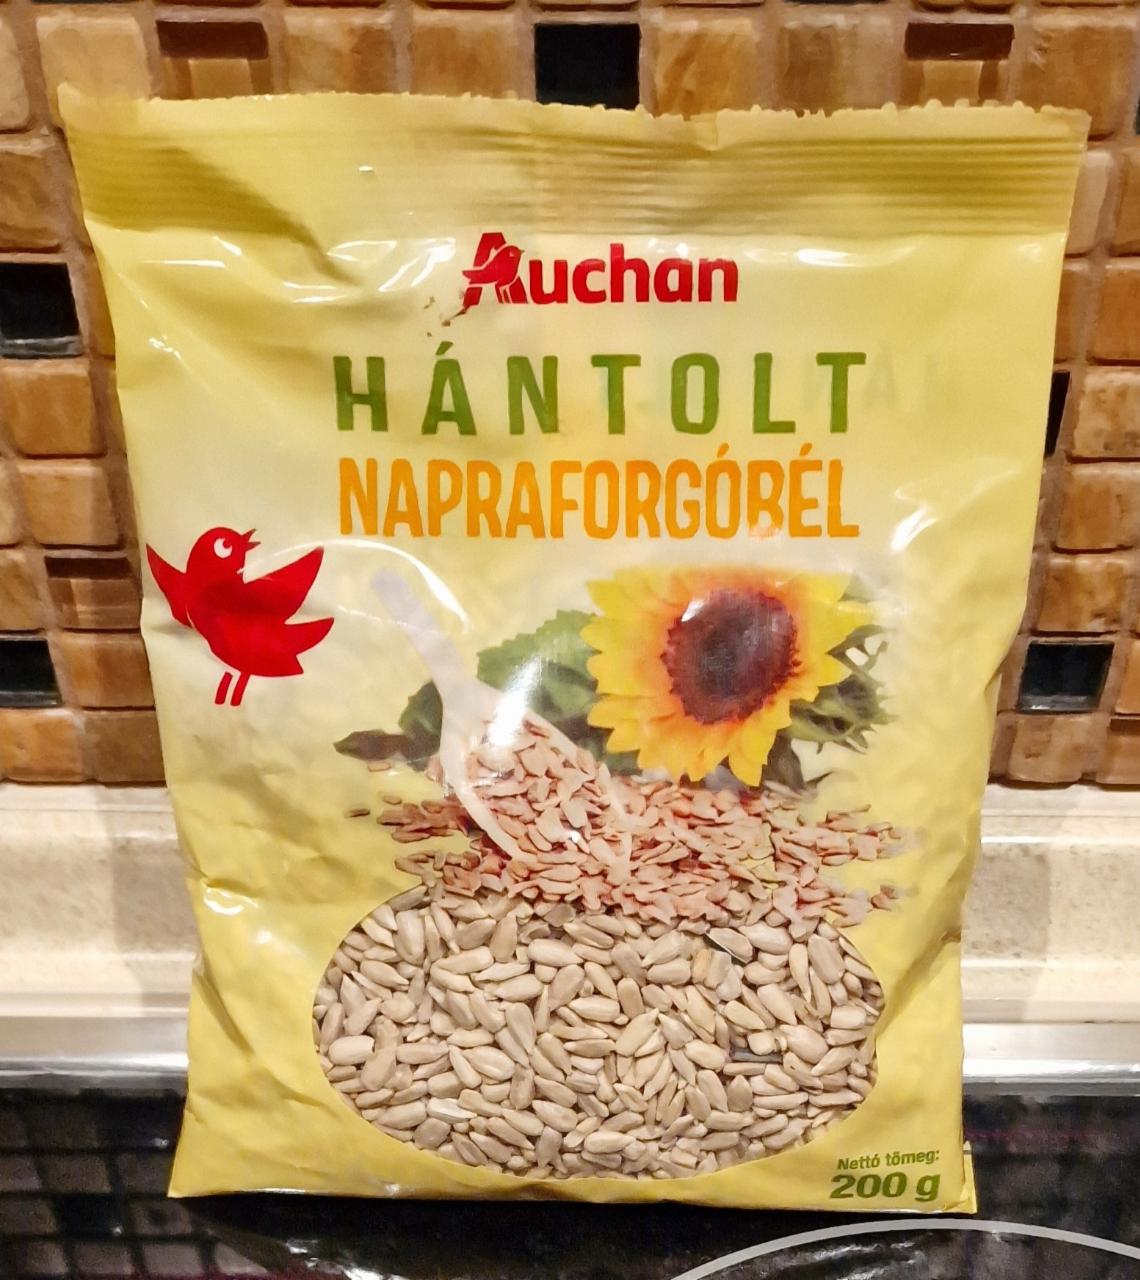 Auchan
HÁNTOLT
NAPRAFORGÓBÉL
Nettó tömeg:
200 g